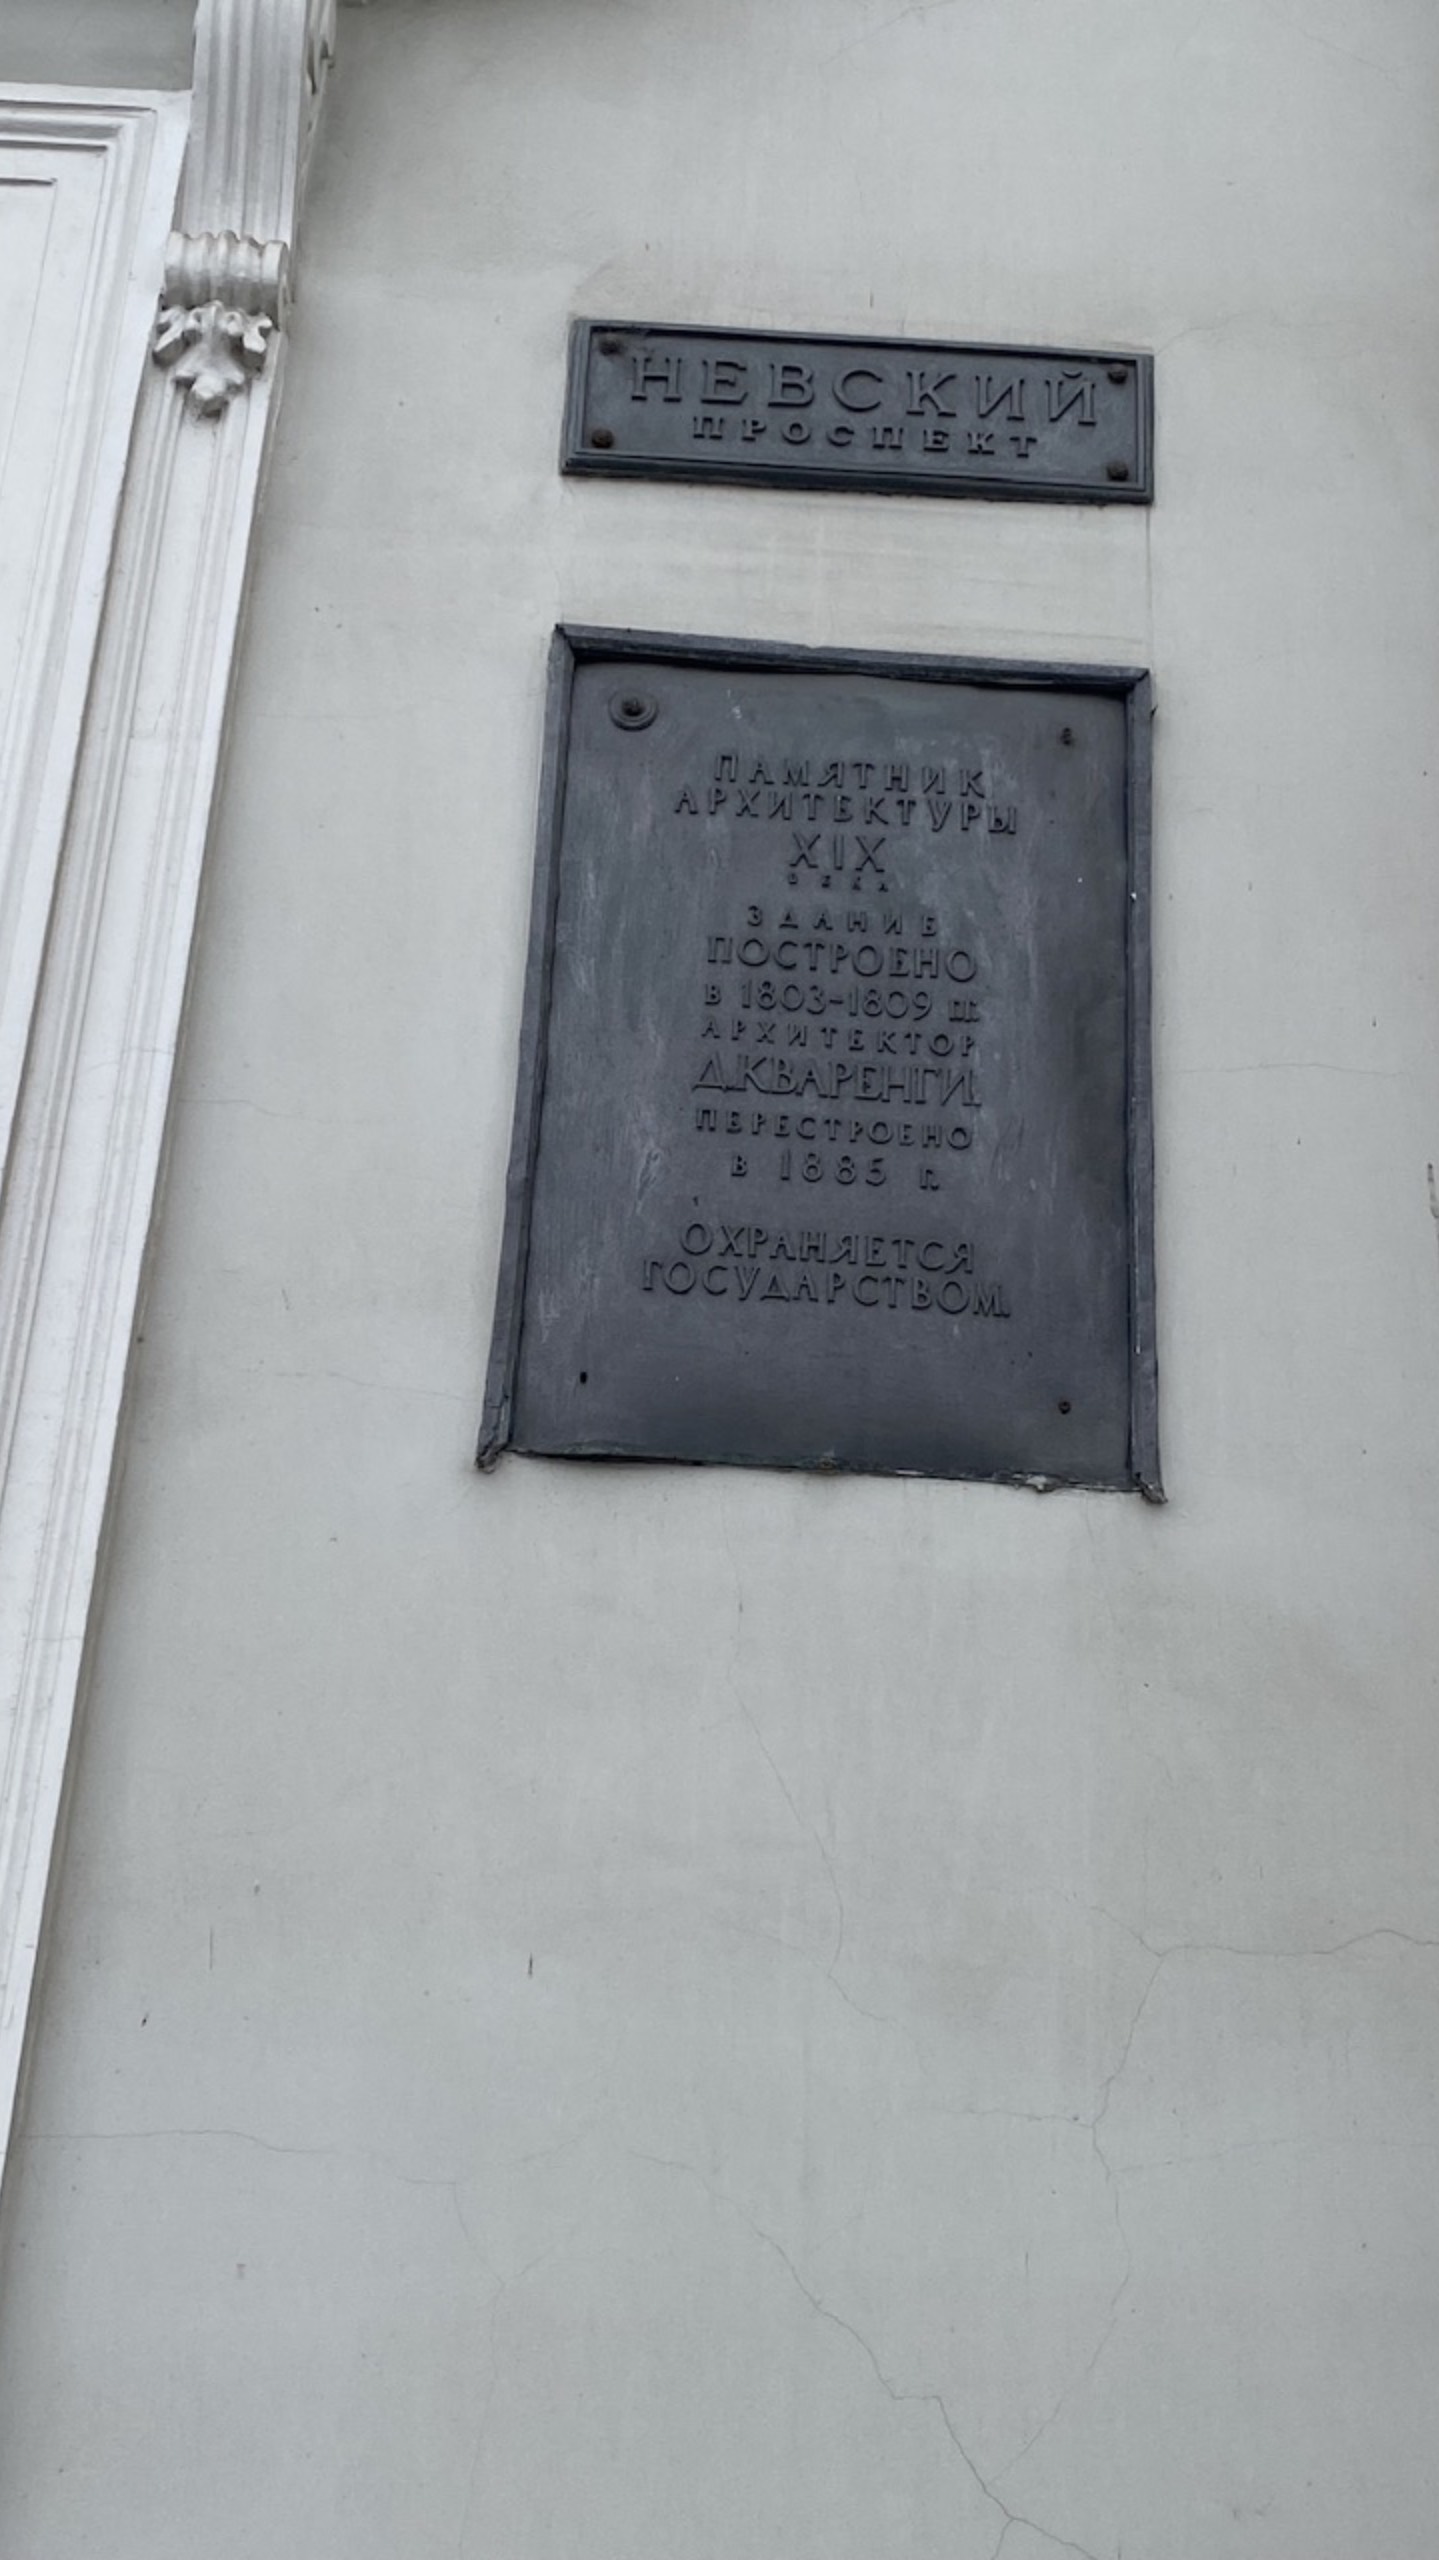 НЕВСКИЙ
ПРОСПЕКТ
ПАМЯТНИК
АРХИТЕКТУРЫ
XIX
ВЕКА
ЗДАНИЕ
ПОСТРОЕНО
в 1803-1809 гг.
АРХИТЕКТОР
Д.КВАРЕНГИ.
ПЕРЕСТРОЕНО
в 1885 г.
ОХРАНЯЕТСЯ
ГОСУДАРСТВОМ.